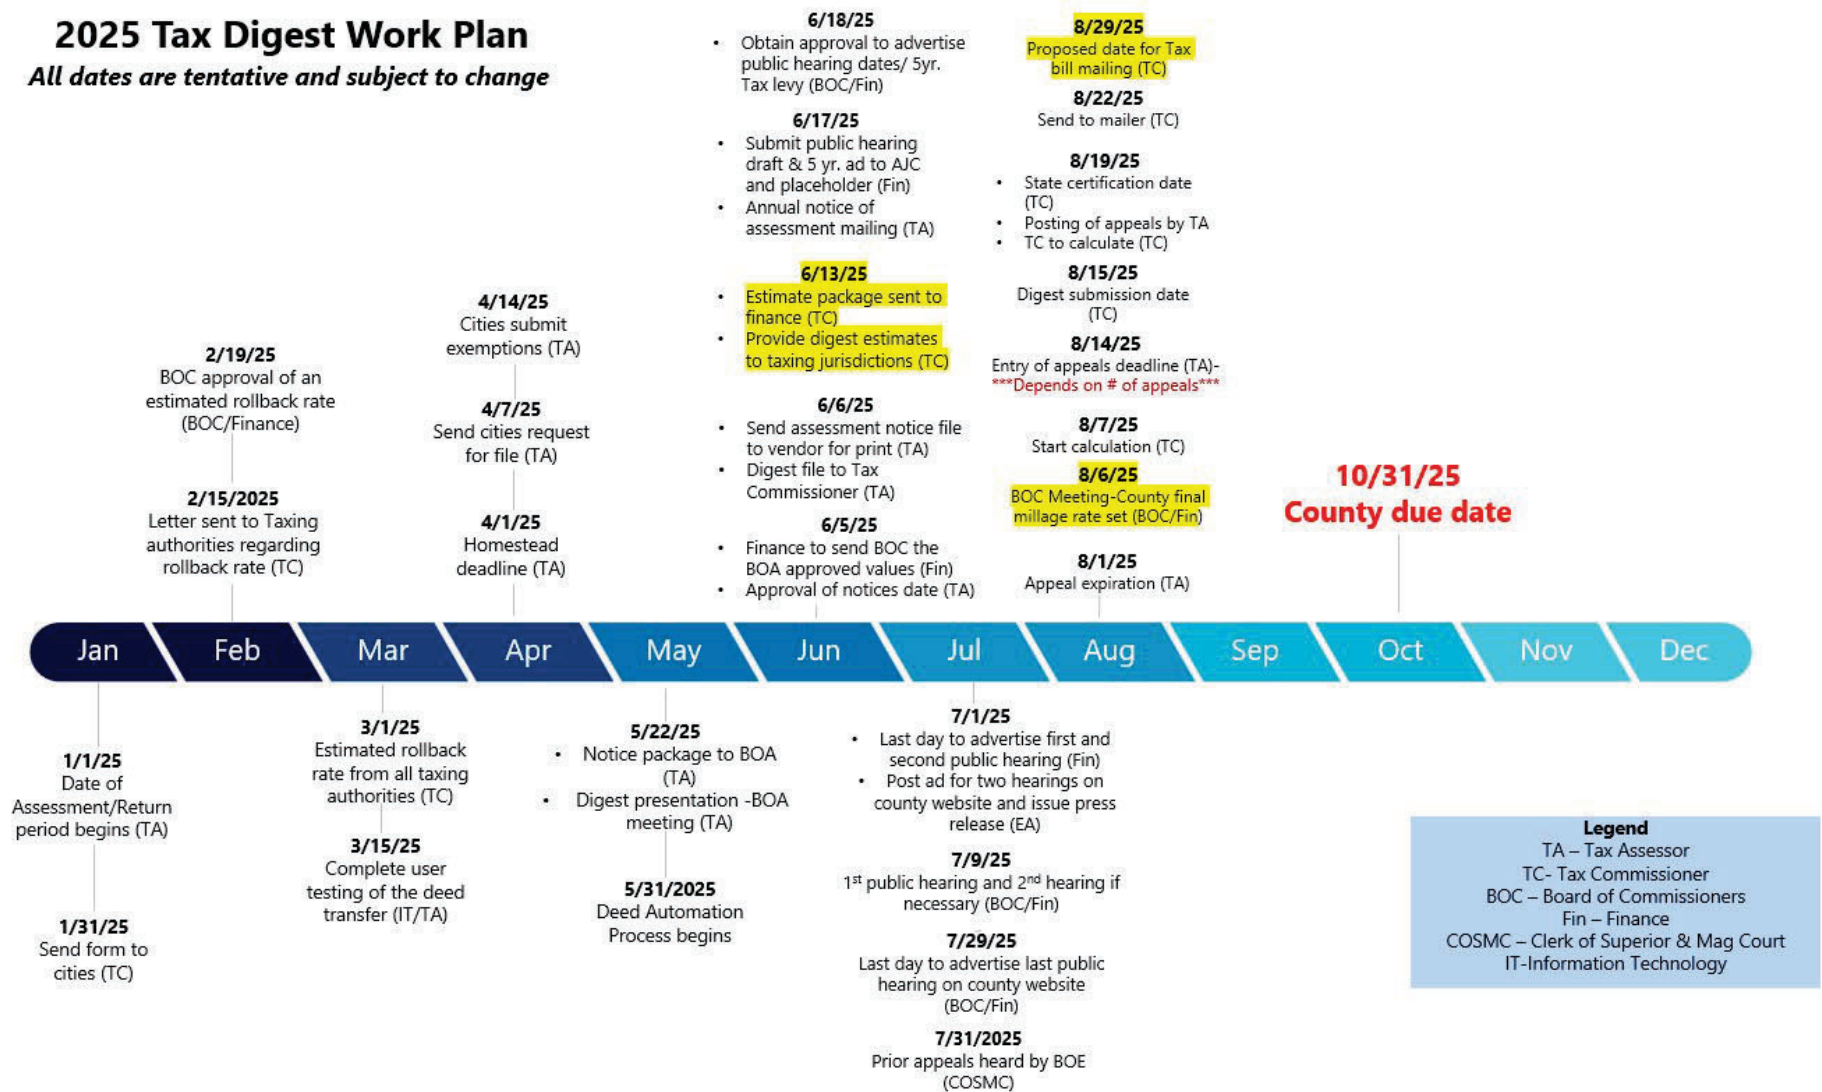 2025 Tax Digest Work Plan
All dates are tentative and subject to change
2/19/25
BOC approval of an
estimated rollback rate
(BOC/Finance)
2/15/2025
Letter sent to Taxing
authorities regarding
rollback rate (TC)
4/14/25
Cities submit
exemptions (TA)
4/7/25
Send cities request
for file (TA)
4/1/25
Homestead
deadline (TA)
6/18/25
• Obtain approval to advertise
public hearing dates/ 5yr.
Tax levy (BOC/Fin)
6/17/25
• Submit public hearing
draft & 5 yr. ad to AJC
and placeholder (Fin)
• Annual notice of
assessment mailing (TA)
6/13/25
• Estimate package sent to
finance (TC)
• Provide digest estimates
to taxing jurisdictions (TC)
6/6/25
• Send assessment notice file
to vendor for print (TA)
• Digest file to Tax
Commissioner (TA)
6/5/25
• Finance to send BOC the
BOA approved values (Fin)
• Approval of notices date (TA)
8/29/25
Proposed date for Tax
bill mailing (TC)
8/22/25
Send to mailer (TC)
8/19/25
• State certification date
(TC)
• Posting of appeals by TA
• TC to calculate (TC)
8/15/25
Digest submission date
(TC)
8/14/25
Entry of appeals deadline (TA)-
***Depends on # of appeals***
8/7/25
Start calculation (TC)
8/6/25
BOC Meeting-County final
millage rate set (BOC/Fin)
8/1/25
Appeal expiration (TA)
10/31/25
County due date
Jan Feb Mar Apr May Jun Jul Aug Sep Oct Nov Dec
1/1/25
Date of
Assessment/Return
period begins (TA)
1/31/25
Send form to
cities (TC)
3/1/25
Estimated rollback
rate from all taxing
authorities (TC)
3/15/25
Complete user
testing of the deed
transfer (IT/TA)
5/22/25
• Notice package to BOA
(TA)
• Digest presentation -BOA
meeting (TA)
5/31/2025
Deed Automation
Process begins
7/1/25
• Last day to advertise first and
second public hearing (Fin)
• Post ad for two hearings on
county website and issue press
release (EA)
7/9/25
1st public hearing and 2nd hearing if
necessary (BOC/Fin)
7/29/25
Last day to advertise last public
hearing on county website
(BOC/Fin)
7/31/2025
Prior appeals heard by BOE
(COSMC)
Legend
TA – Tax Assessor
TC- Tax Commissioner
BOC – Board of Commissioners
Fin – Finance
COSMC – Clerk of Superior & Mag Court
IT-Information Technology